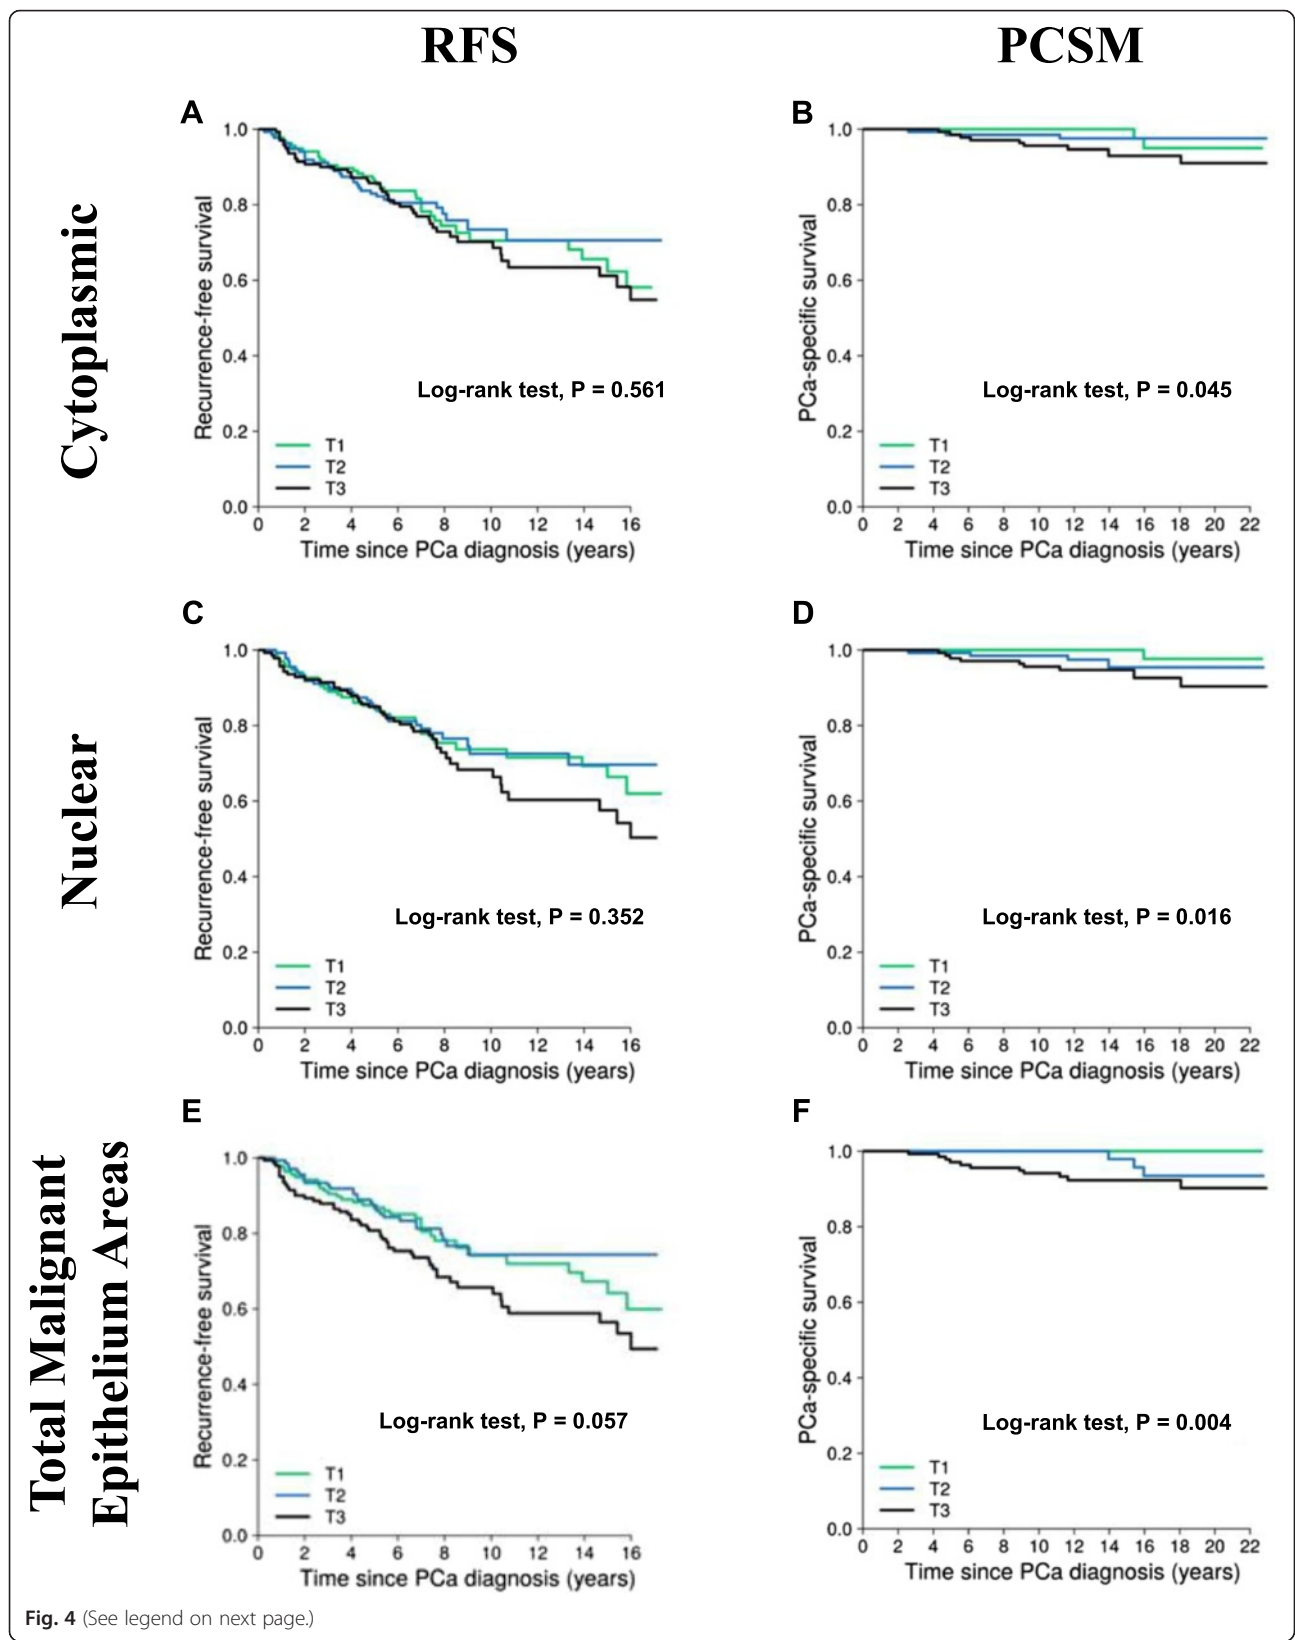 RFS
PCSM
Cytoplasmic
A
1.0
0.8
0.6
0.4
0.2
0.0
Recurrence-free survival
Log-rank test, P = 0.561
T1
T2
T3
0 2 4 6 8 10 12 14 16
Time since PCa diagnosis (years)
B
1.0
0.8
0.6
0.4
0.2
0.0
PCa-specific survival
Log-rank test, P = 0.045
T1
T2
T3
0 2 4 6 8 10 12 14 16 18 20 22
Time since PCa diagnosis (years)
Nuclear
C
1.0
0.8
0.6
0.4
0.2
0.0
Recurrence-free survival
Log-rank test, P = 0.352
T1
T2
T3
0 2 4 6 8 10 12 14 16
Time since PCa diagnosis (years)
D
1.0
0.8
0.6
0.4
0.2
0.0
PCa-specific survival
Log-rank test, P = 0.016
T1
T2
T3
0 2 4 6 8 10 12 14 16 18 20 22
Time since PCa diagnosis (years)
Total Malignant
Epithelium Areas
E
1.0
0.8
0.6
0.4
0.2
0.0
Recurrence-free survival
Log-rank test, P = 0.057
T1
T2
T3
0 2 4 6 8 10 12 14 16
Time since PCa diagnosis (years)
F
1.0
0.8
0.6
0.4
0.2
0.0
PCa-specific survival
Log-rank test, P = 0.004
T1
T2
T3
0 2 4 6 8 10 12 14 16 18 20 22
Time since PCa diagnosis (years)
Fig. 4 (See legend on next page.)